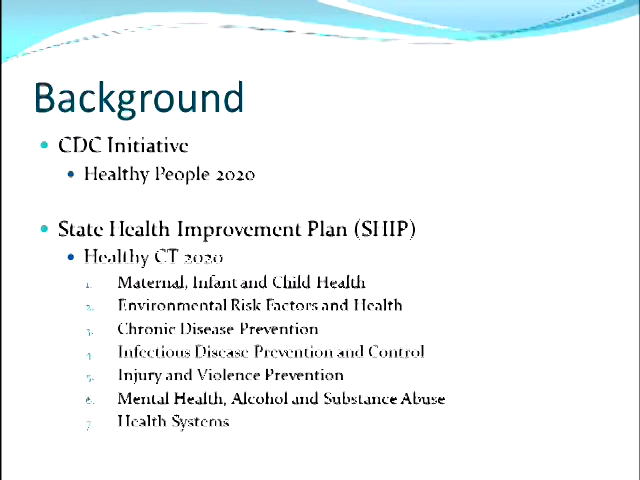 Background
• CDC Initiative
• Healthy People 2020
• State Health Improvement Plan (SHIP)
• Healthy CT 2020
1. Maternal, Infant and Child Health
2. Environmental Risk Factors and Health
3. Chronic Disease Prevention
4. Infectious Disease Prevention and Control
5. Injury and Violence Prevention
6. Mental Health, Alcohol and Substance Abuse
7. Health Systems